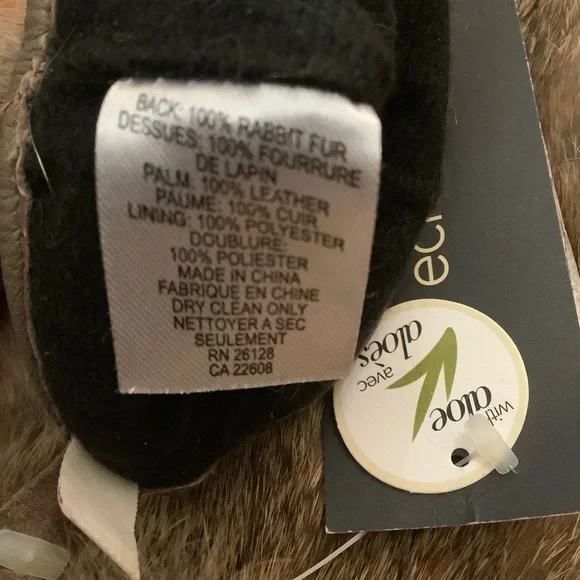 BACK: 100% RABBIT FUR
DESSUES: 100% FOURRURE
DE LAPIN
PALM: 100% LEATHER
PAUME: 100% CUIR
LINING: 100% POLYESTER
DOUBLURE:
100% POLIESTER
MADE IN CHINA
FABRIQUE EN CHINE
DRY CLEAN ONLY
NETTOYER A SEC
SEULEMENT
RN 26128
CA 22608
ec
with
aloe
avec
aloes